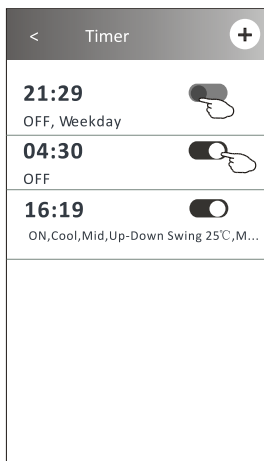 < Timer +
21:29
OFF, Weekday
04:30
OFF
16:19
ON,Cool,Mid,Up-Down Swing 25℃,M...